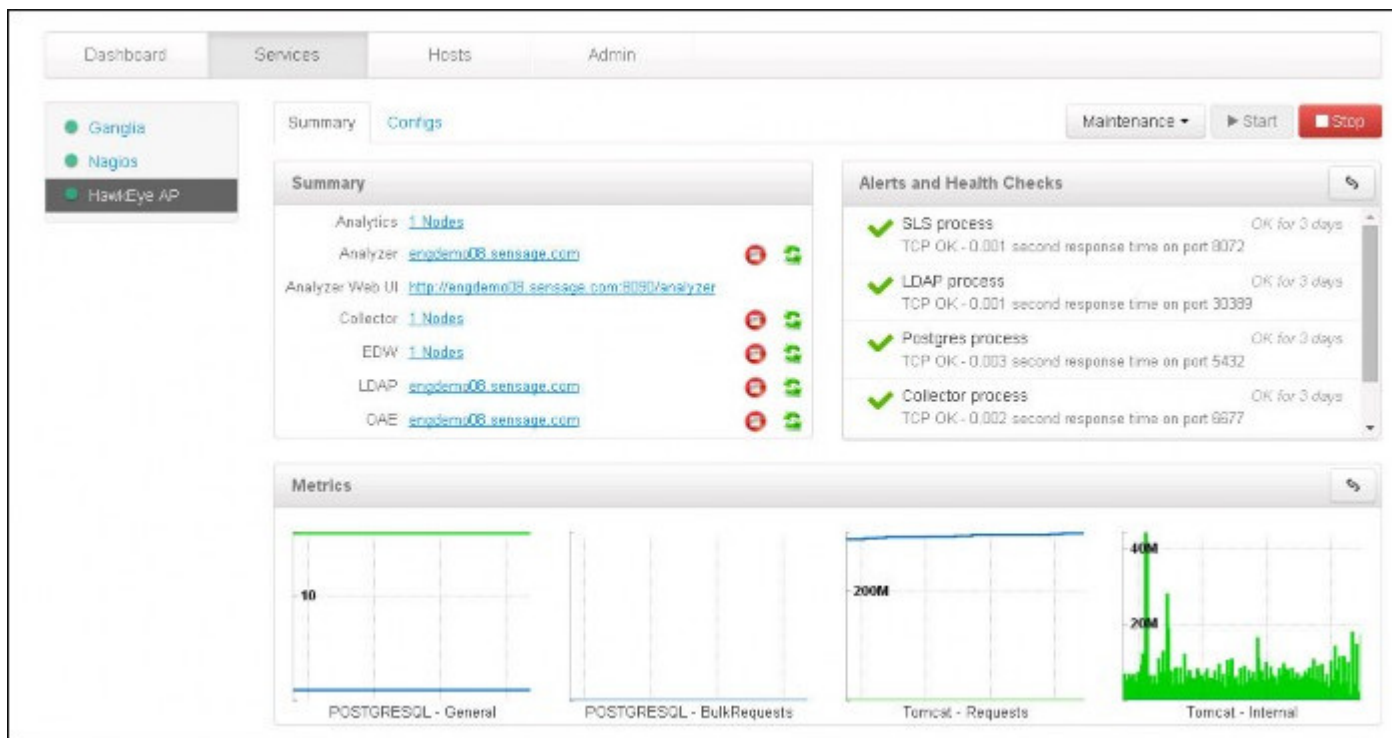 Dashboard Services Hosts Admin
Ganglia
Nagios
HawkEye AP
Summary Configs
Maintenance Start Stop
Summary
Analytics 1 Nodes
Analyzer engdemo08.sensage.com
Analyzer Web UI http://engdemo08.sensage.com:8090/analyzer
Collector 1 Nodes
EDW 1 Nodes
LDAP engdemo08.sensage.com
OAE engdemo08.sensage.com
Alerts and Health Checks
SLS process OK for 3 days
TCP OK - 0.001 second response time on port 8072
LDAP process OK for 3 days
TCP OK - 0.001 second response time on port 30389
Postgres process OK for 3 days
TCP OK - 0.003 second response time on port 5432
Collector process OK for 3 days
TCP OK - 0.002 second response time on port 6677
Metrics
10
POSTGRESQL - General
POSTGRESQL - BulkRequests
200M
Tomcat - Requests
40M
20M
Tomcat - Internal